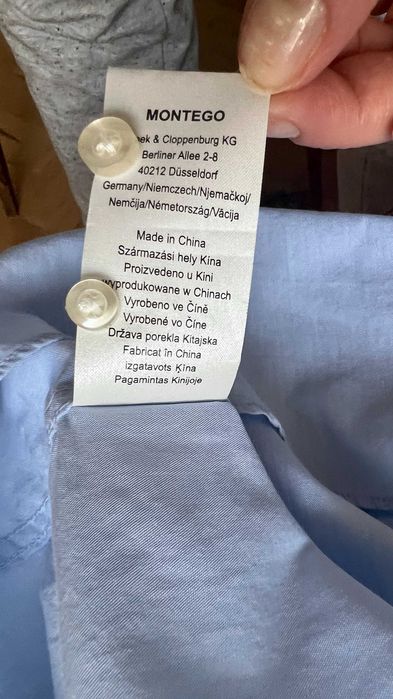 MONTEGO
& Cloppenburg KG
Berliner Allee 2-8
40212 Düsseldorf
Germany/Niemczech/Njemačkoj/
Nemčija/Németország/Vācija
Made in China
Származási hely Kína
Proizvedeno u Kini
wyprodukowane w Chinach
Vyrobeno ve Číně
Vyrobené vo Číne
Država porekla Kitajska
Fabricat în China
izgatavots Ķīna
Pagamintas Kinijoje